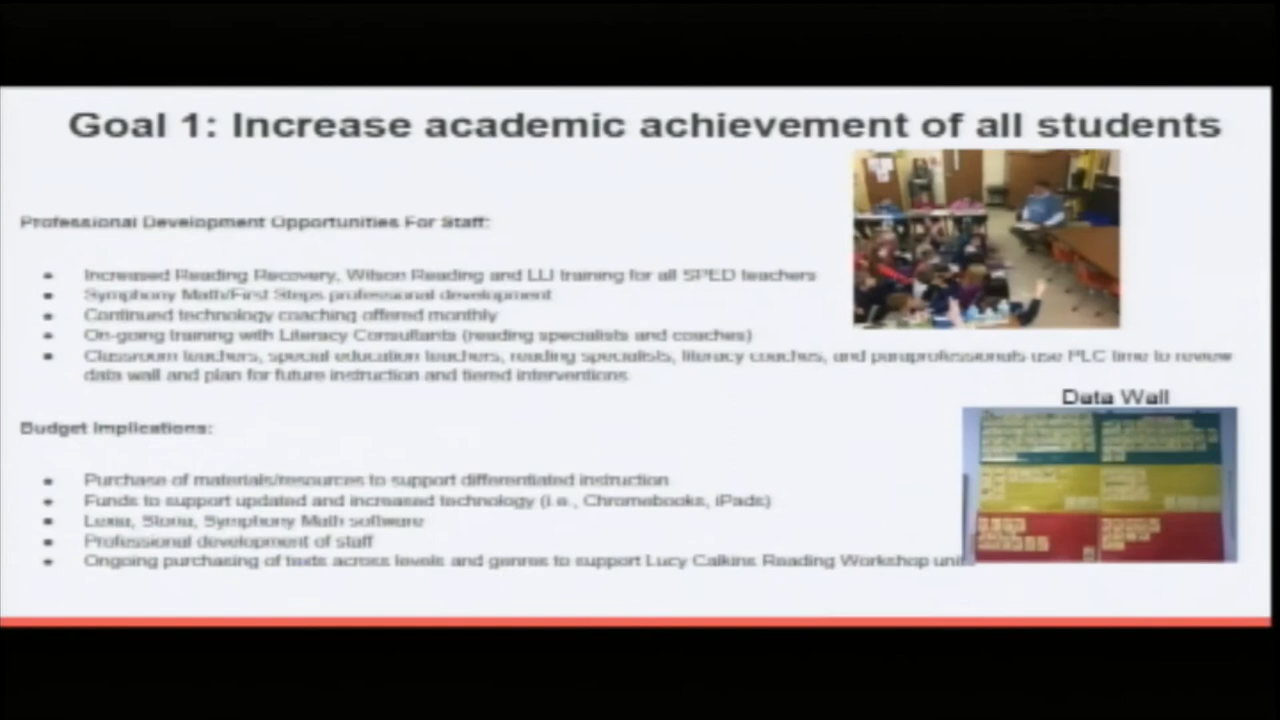 Goal 1: Increase academic achievement of all students
Professional Development Opportunities For Staff:
• Increased Reading Recovery, Wilson Reading and LLI training for all SPED teachers
• Symphony Math/First Steps professional development
• Continued technology coaching offered monthly
• On-going training with Literacy Consultants (reading specialists and coaches)
• Classroom teachers, special education teachers, reading specialists, literacy coaches, and paraprofessionals use PLC time to review
data wall and plan for future instruction and tiered interventions
Data Wall
Budget Implications:
• Purchase of materials/resources to support differentiated instruction
• Funds to support updated and increased technology (i.e., Chromebooks, iPads)
• Lexia, Symphony Math software
• Professional development of staff
• Ongoing purchasing of texts across levels and genres to support Lucy Calkins Reading Workshop